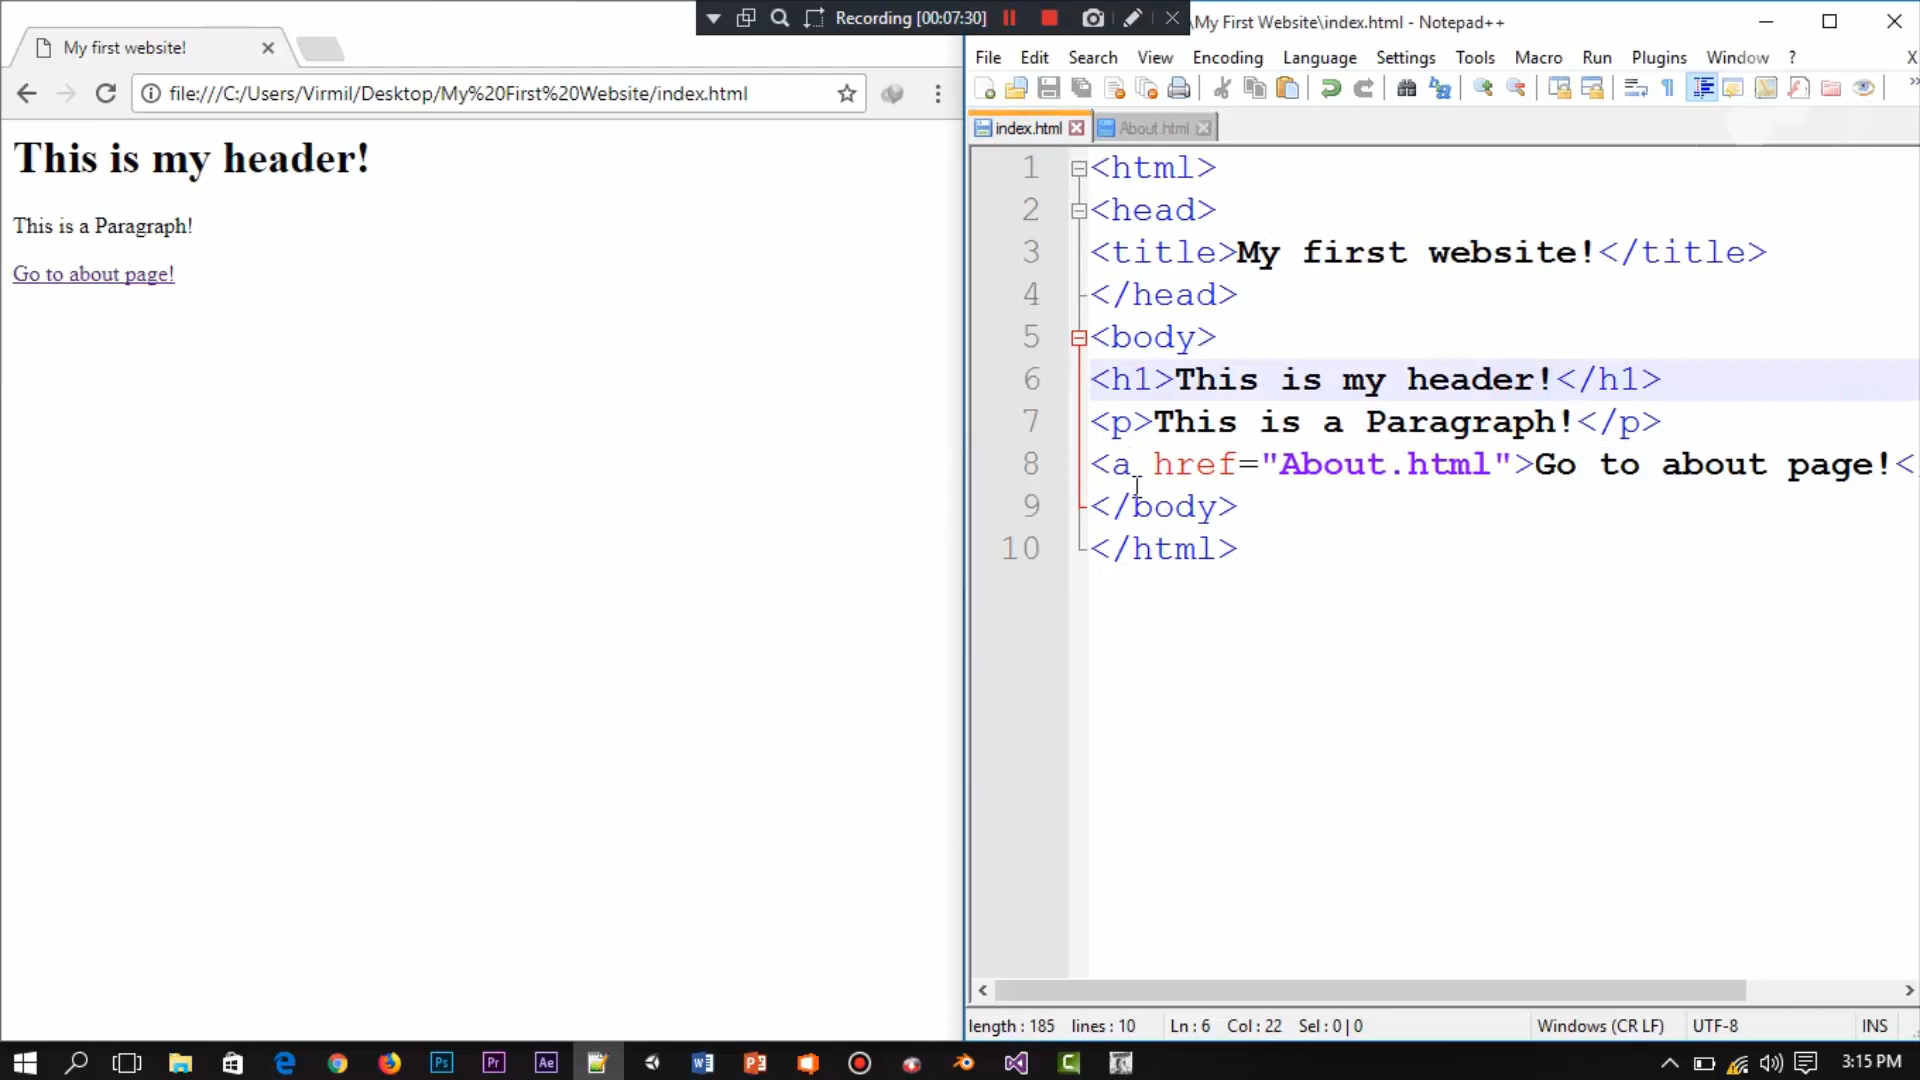 My first website!
file:///C:/Users/Virmil/Desktop/My%20First%20Website/index.html
This is my header!
This is a Paragraph!
Go to about page!
Recording [00:07:30]
\My First Website\index.html - Notepad++
File Edit Search View Encoding Language Settings Tools Macro Run Plugins Window ? X
index.html About.html
1 <html>
2 <head>
3 <title>My first website!</title>
4 </head>
5 <body>
6 <h1>This is my header!</h1>
7 <p>This is a Paragraph!</p>
8 <a href="About.html">Go to about page!<
9 </body>
10 </html>
length : 185 lines : 10 Ln : 6 Col : 22 Sel : 0 | 0 Windows (CR LF) UTF-8 INS
Ps Pr Ae
3:15 PM